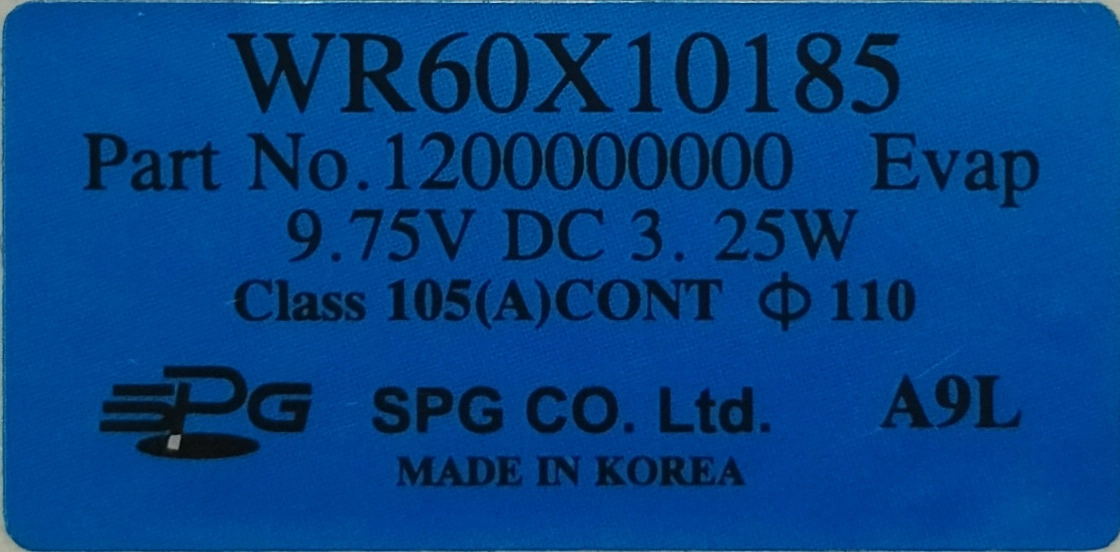 WR60X10185
Part No.1200000000 Evap
9.75V DC 3. 25W
Class 105(A)CONT Φ 110
SPG SPG CO. Ltd. A9L
MADE IN KOREA